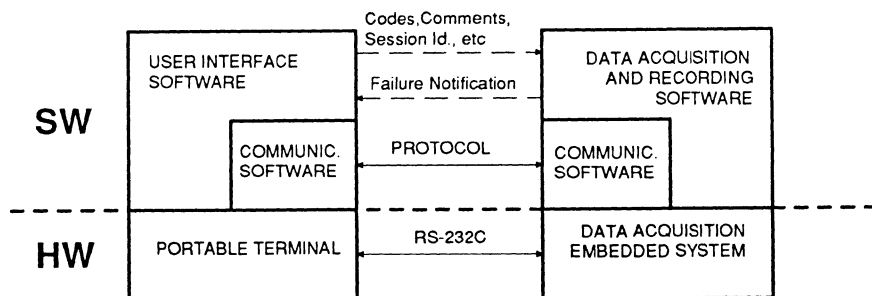 Codes,Comments,
Session Id., etc
USER INTERFACE
SOFTWARE
DATA ACQUISITION
AND RECORDING
SOFTWARE
Failure Notification
SW
COMMUNIC.
SOFTWARE
PROTOCOL
COMMUNIC.
SOFTWARE
HW
PORTABLE TERMINAL
RS-232C
DATA ACQUISITION
EMBEDDED SYSTEM